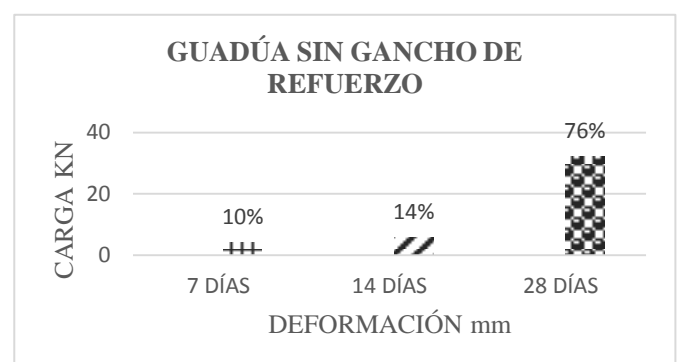 GUADÚA SIN GANCHO DE
REFUERZO
CARGA KN
40
20
0
10%
14%
76%
7 DÍAS
14 DÍAS
28 DÍAS
DEFORMACIÓN mm